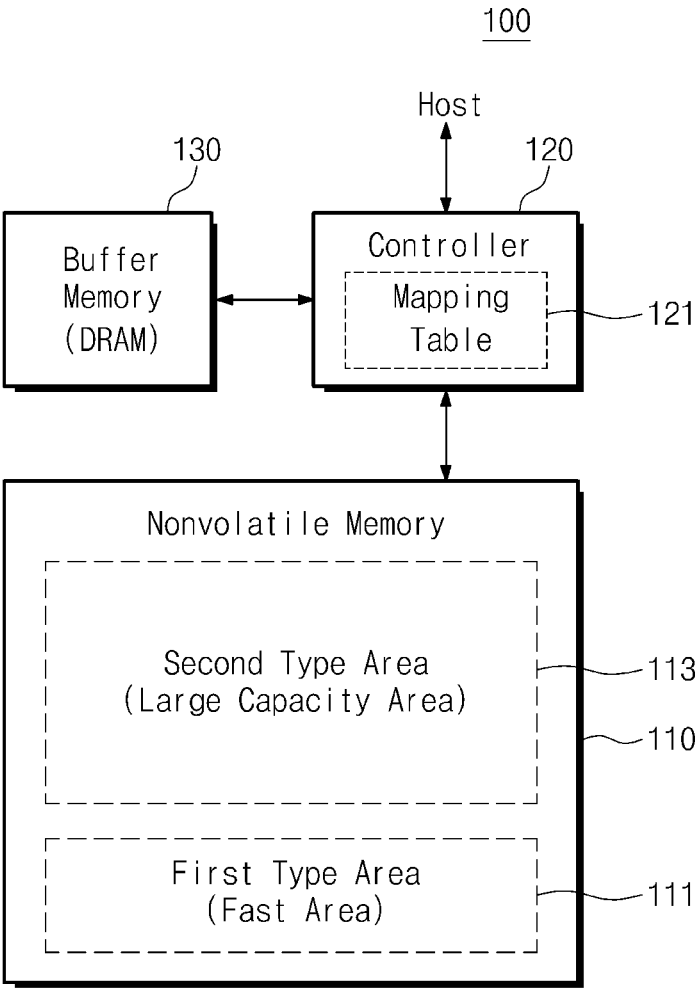 100
Host
130
120
Buffer
Memory
(DRAM)
Controller
Mapping
Table
121
Nonvolatile Memory
Second Type Area
(Large Capacity Area)
113
110
First Type Area
(Fast Area)
111